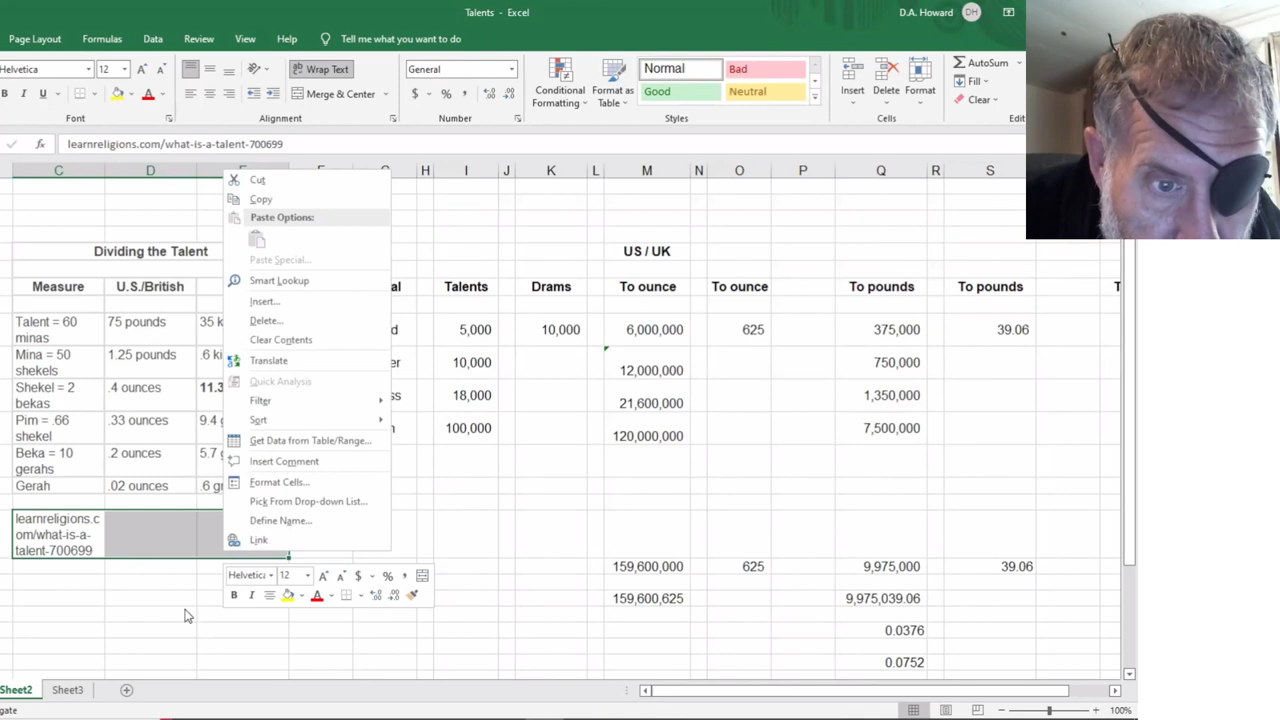 Talents - Excel
D.A. Howard DH
Page Layout Formulas Data Review View Help Tell me what you want to do
Helvetica 12 A A Wrap Text General Normal Bad AutoSum
B I U A Merge & Center $ % , Conditional Formatting Format as Table Good Neutral Insert Delete Format Fill Clear
Font Alignment Number Styles Cells
fx learnreligions.com/what-is-a-talent-700699
C D H I J K L M N O P Q R S
Dividing the Talent US / UK
Measure U.S./British Talents Drams To ounce To ounce To pounds To pounds
Talent = 60 minas 75 pounds 5,000 10,000 6,000,000 625 375,000 39.06
Mina = 50 shekels 1.25 pounds 10,000 12,000,000 750,000
Shekel = 2 bekas .4 ounces 18,000 21,600,000 1,350,000
Pim = .66 shekel .33 ounces 100,000 120,000,000 7,500,000
Beka = 10 gerahs .2 ounces
Gerah .02 ounces
learnreligions.com/what-is-a-talent-700699
159,600,000 625 9,975,000 39.06
159,600,625 9,975,039.06
0.0376
0.0752
Cut
Copy
Paste Options:
Paste Special...
Smart Lookup
Insert...
Delete...
Clear Contents
Translate
Quick Analysis
Filter
Sort
Get Data from Table/Range...
Insert Comment
Format Cells...
Pick From Drop-down List...
Define Name...
Link
12 A A $ % ,
B I A
Sheet2 Sheet3
100%